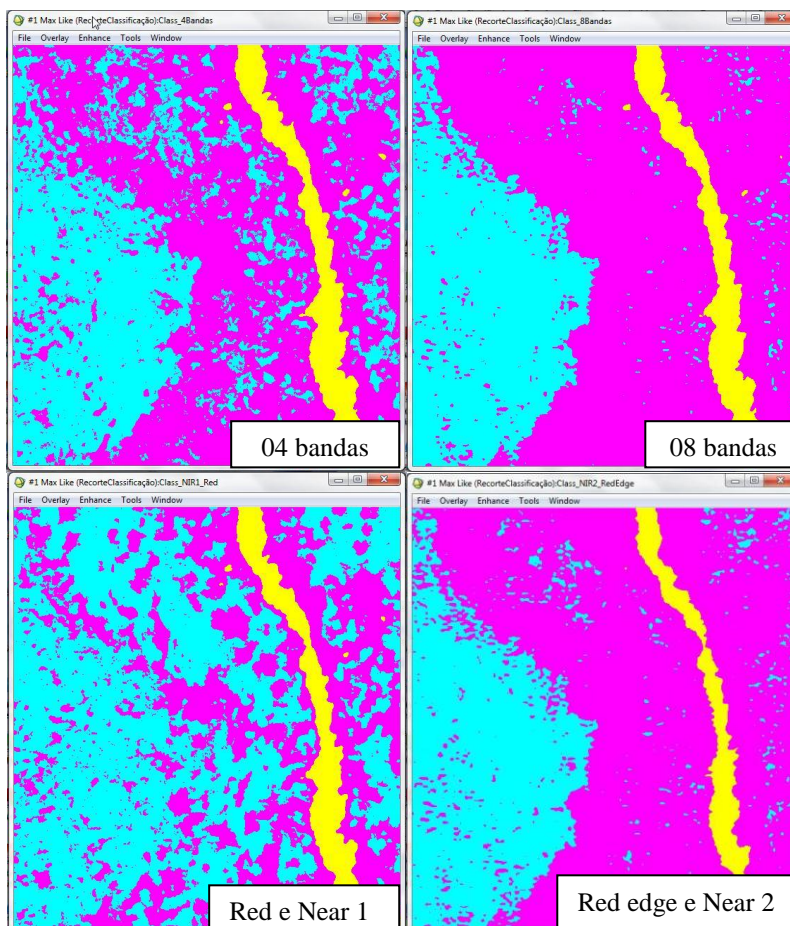 #1 Max Like (RecorteClassificação):Class_4Bandas
File Overlay Enhance Tools Window
04 bandas
#1 Max Like (RecorteClassificação):Class_8Bandas
File Overlay Enhance Tools Window
08 bandas
#1 Max Like (RecorteClassificação):Class_NIR1_Red
File Overlay Enhance Tools Window
Red e Near 1
#1 Max Like (RecorteClassificação):Class_NIR2_RedEdge
File Overlay Enhance Tools Window
Red edge e Near 2